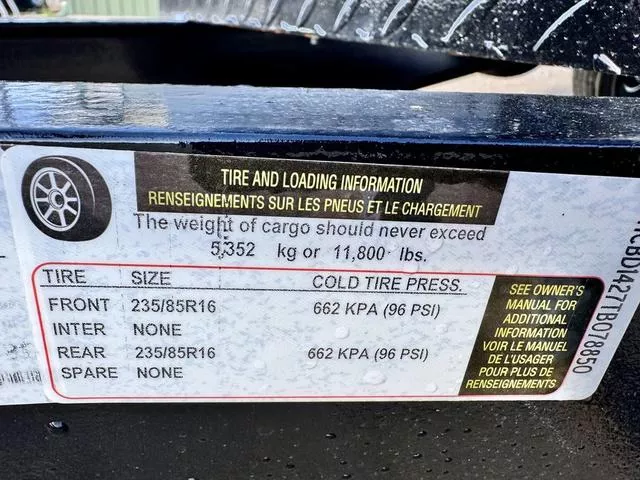 TIRE AND LOADING INFORMATION
RENSEIGNEMENTS SUR LES PNEUS ET LE CHARGEMENT
The weight of cargo should never exceed
5,352 kg or 11,800 lbs.
TIRE SIZE COLD TIRE PRESS.
FRONT 235/85R16 662 KPA (96 PSI)
INTER NONE
REAR 235/85R16 662 KPA (96 PSI)
SPARE NONE
SEE OWNER'S
MANUAL FOR
ADDITIONAL
INFORMATION
VOIR LE MANUEL
DE L'USAGER
POUR PLUS DE
RENSEIGNEMENTS